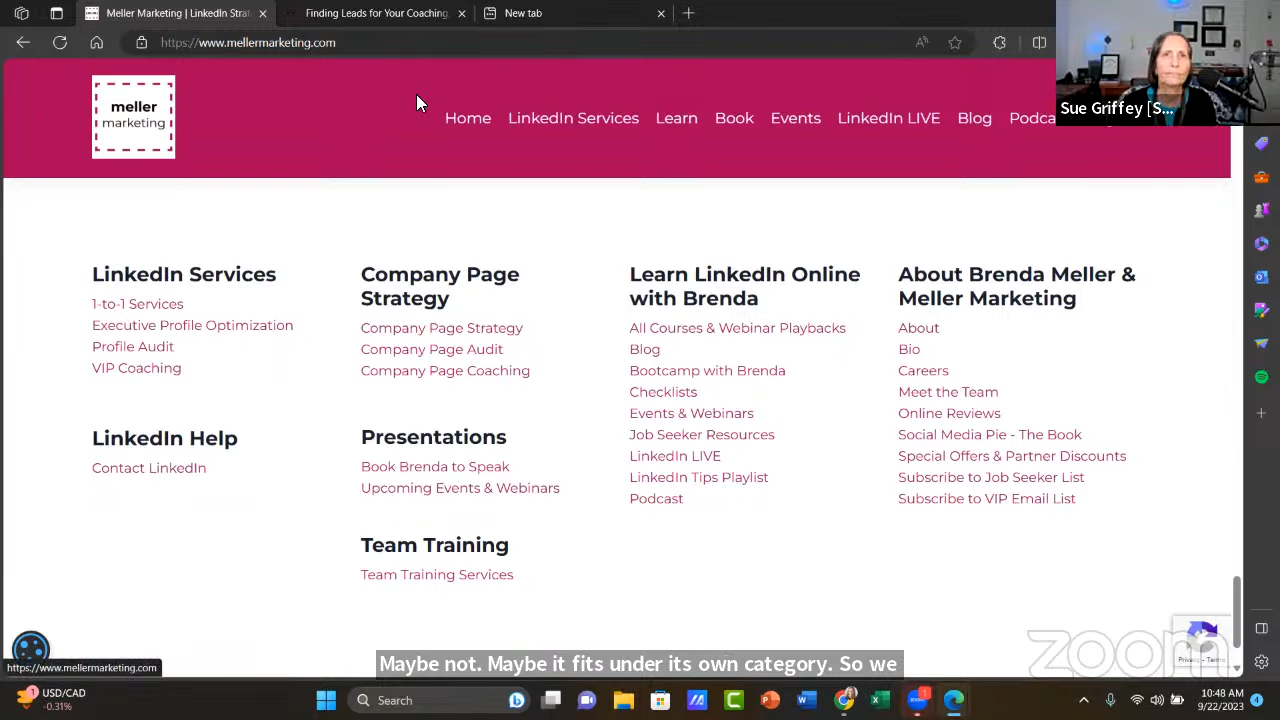 Meller Marketing | LinkedIn Strat
Finding Leads for Your Coaching
New tab
https://www.mellermarketing.com
Sue Griffey [S...
meller
marketing
Home
LinkedIn Services
Learn
Book
Events
LinkedIn LIVE
Blog
Podca
LinkedIn Services
1-to-1 Services
Executive Profile Optimization
Profile Audit
VIP Coaching
LinkedIn Help
Contact LinkedIn
Company Page
Strategy
Company Page Strategy
Company Page Audit
Company Page Coaching
Presentations
Book Brenda to Speak
Upcoming Events & Webinars
Team Training
Team Training Services
Learn LinkedIn Online
with Brenda
All Courses & Webinar Playbacks
Blog
Bootcamp with Brenda
Checklists
Events & Webinars
Job Seeker Resources
LinkedIn LIVE
LinkedIn Tips Playlist
Podcast
About Brenda Meller &
Meller Marketing
About
Bio
Careers
Meet the Team
Online Reviews
Social Media Pie - The Book
Special Offers & Partner Discounts
Subscribe to Job Seeker List
Subscribe to VIP Email List
zoom
Privacy - Terms
https://www.mellermarketing.com
Maybe not. Maybe it fits under its own category. So we
USD/CAD
-0.31%
Search
10:48 AM
9/22/2023